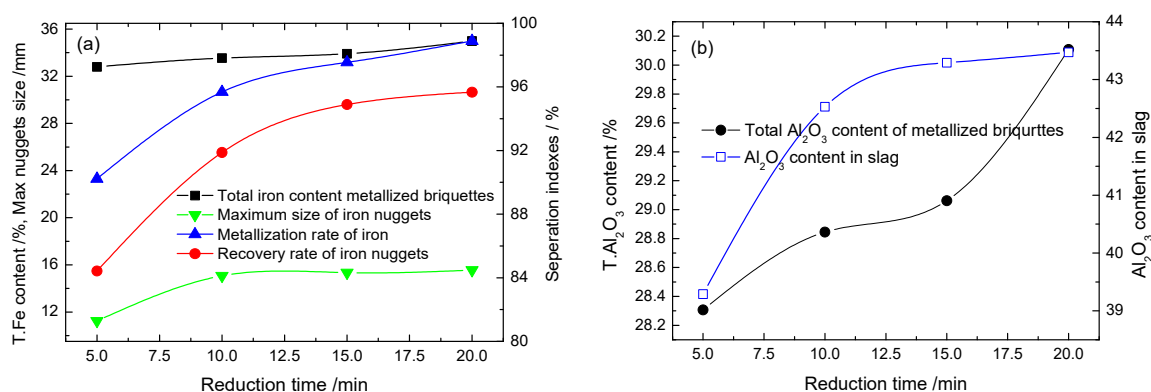 (a)
T.Fe content /%, Max nuggets size /mm
36
32
28
24
20
16
12
100
96
92
88
84
80
Seperation indexes / %
Total iron content metallized briquettes
Maximum size of iron nuggets
Metallization rate of iron
Recovery rate of iron nuggets
5.0 7.5 10.0 12.5 15.0 17.5 20.0
Reduction time /min
(b)
T.Al₂O₃ content /%
30.2
30.0
29.8
29.6
29.4
29.2
29.0
28.8
28.6
28.4
28.2
44
43
42
41
40
39
Al₂O₃ content in slag
Total Al₂O₃ content of metallized briqurttes
Al₂O₃ content in slag
5.0 7.5 10.0 12.5 15.0 17.5 20.0
Reduction time /min